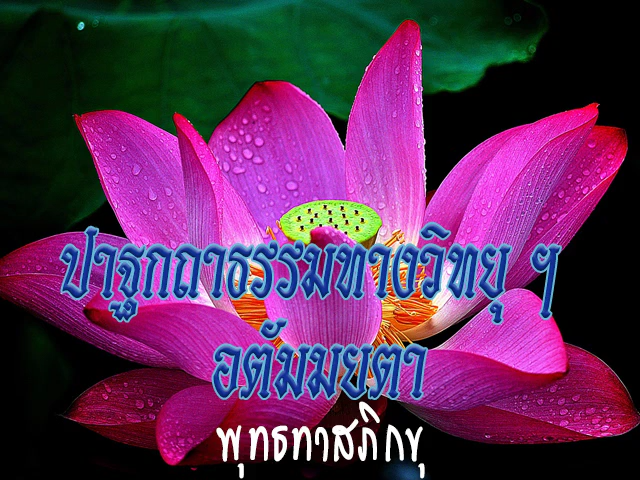 ปาฐกถาธรรมทางวิทยุ ฯ
อตัมมยตา
พุทธทาสภิกขุ